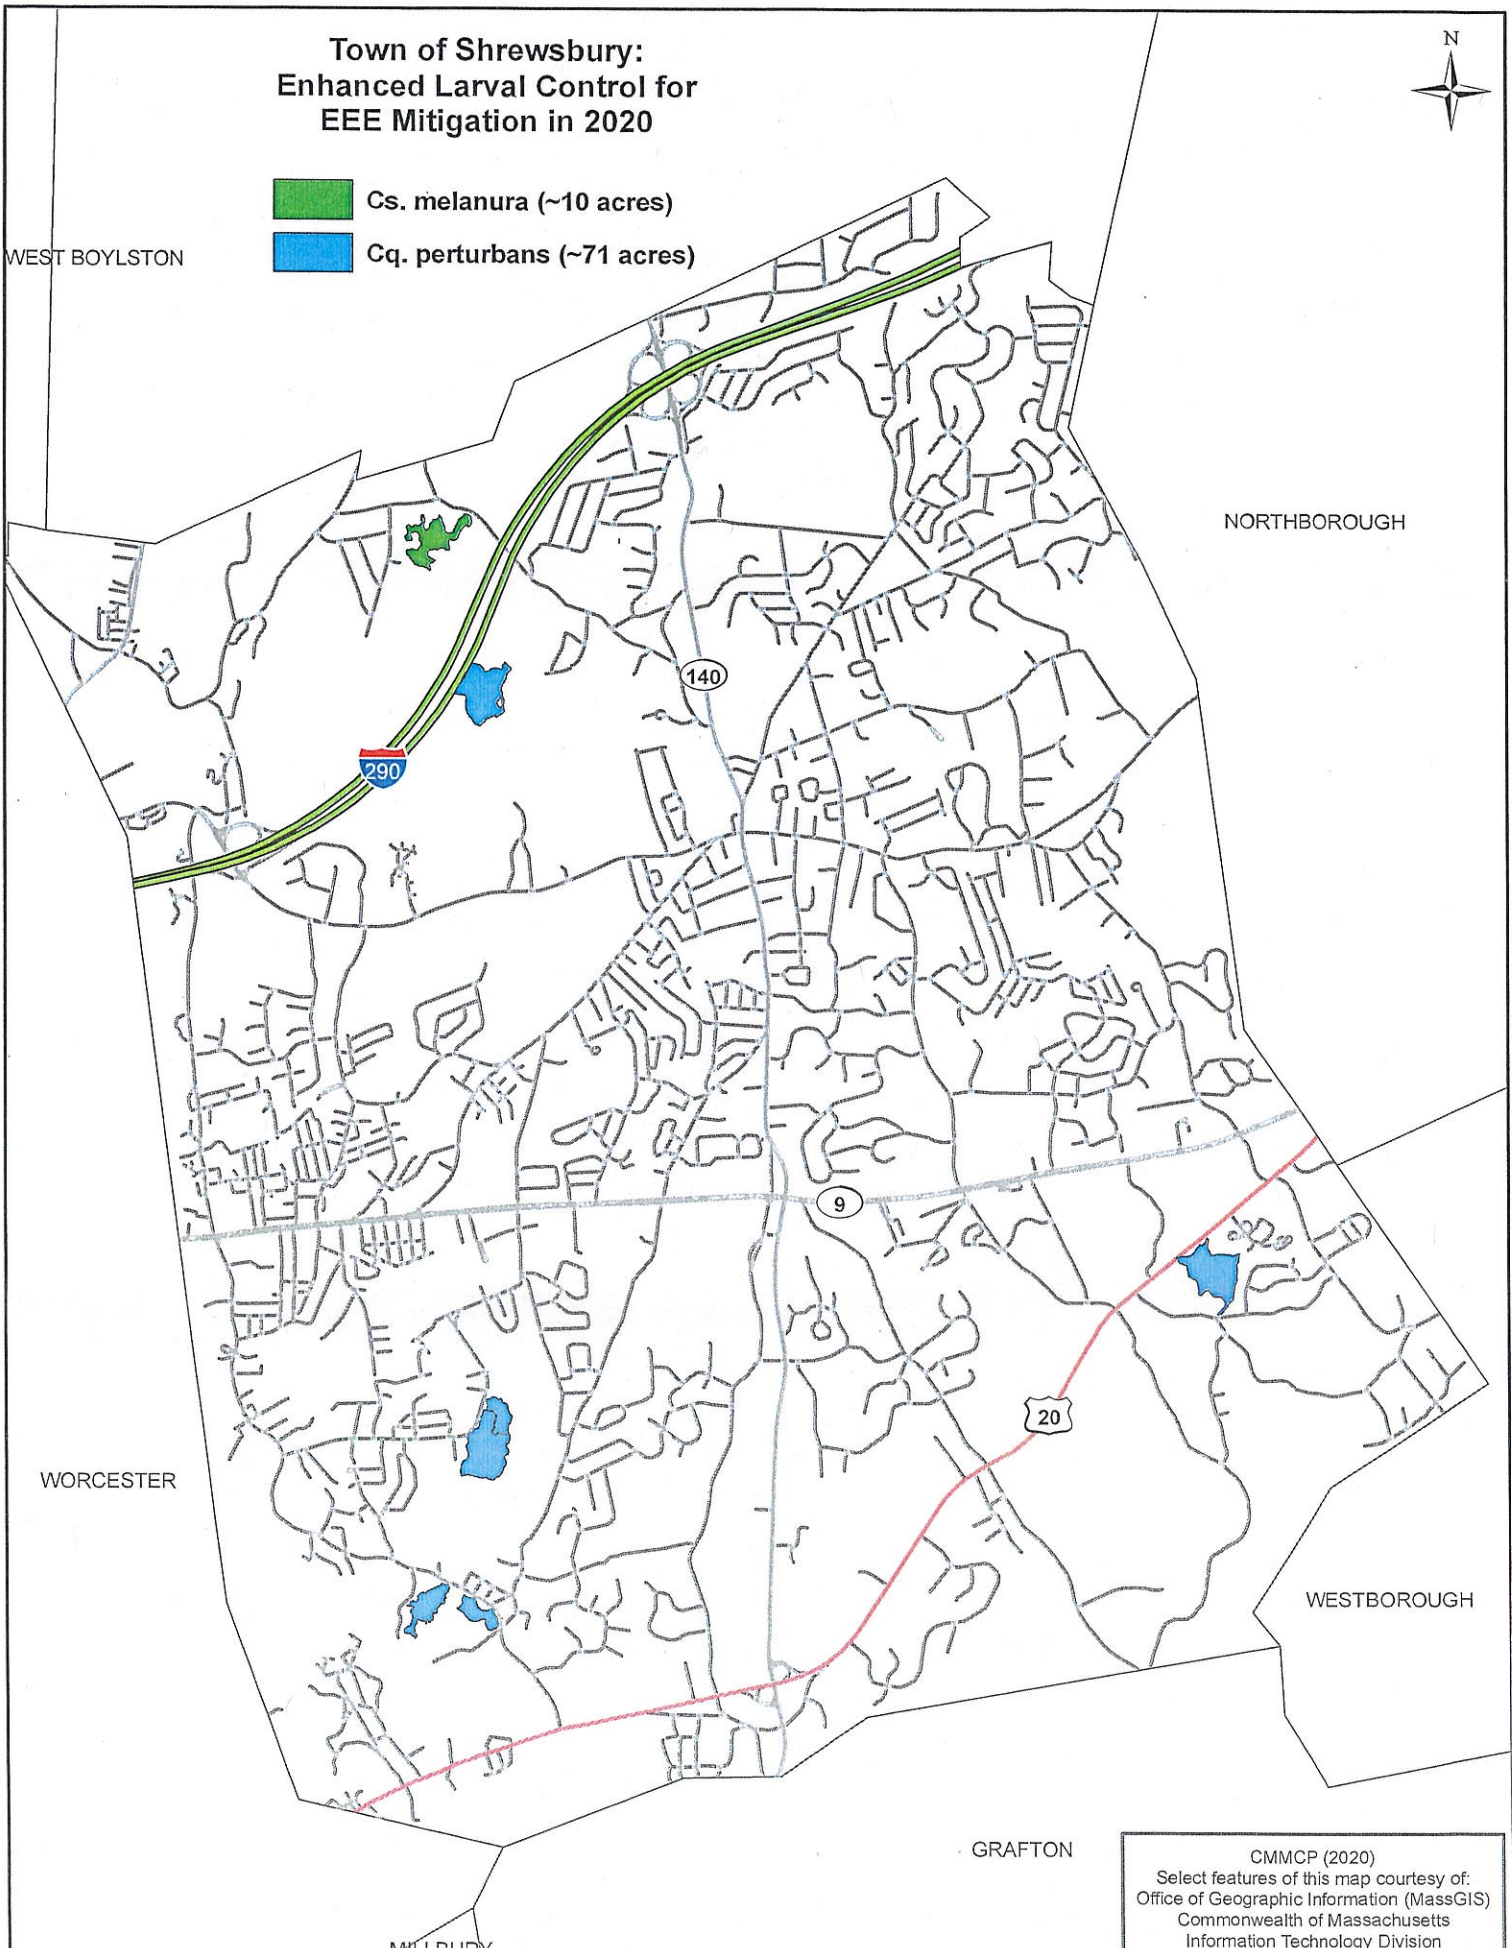 Town of Shrewsbury:
Enhanced Larval Control for
EEE Mitigation in 2020
N
Cs. melanura (~10 acres)
Cq. perturbans (~71 acres)
WEST BOYLSTON
NORTHBOROUGH
140
290
9
20
WORCESTER
WESTBOROUGH
GRAFTON
MILLBURY
CMMCP (2020)
Select features of this map courtesy of:
Office of Geographic Information (MassGIS)
Commonwealth of Massachusetts
Information Technology Division